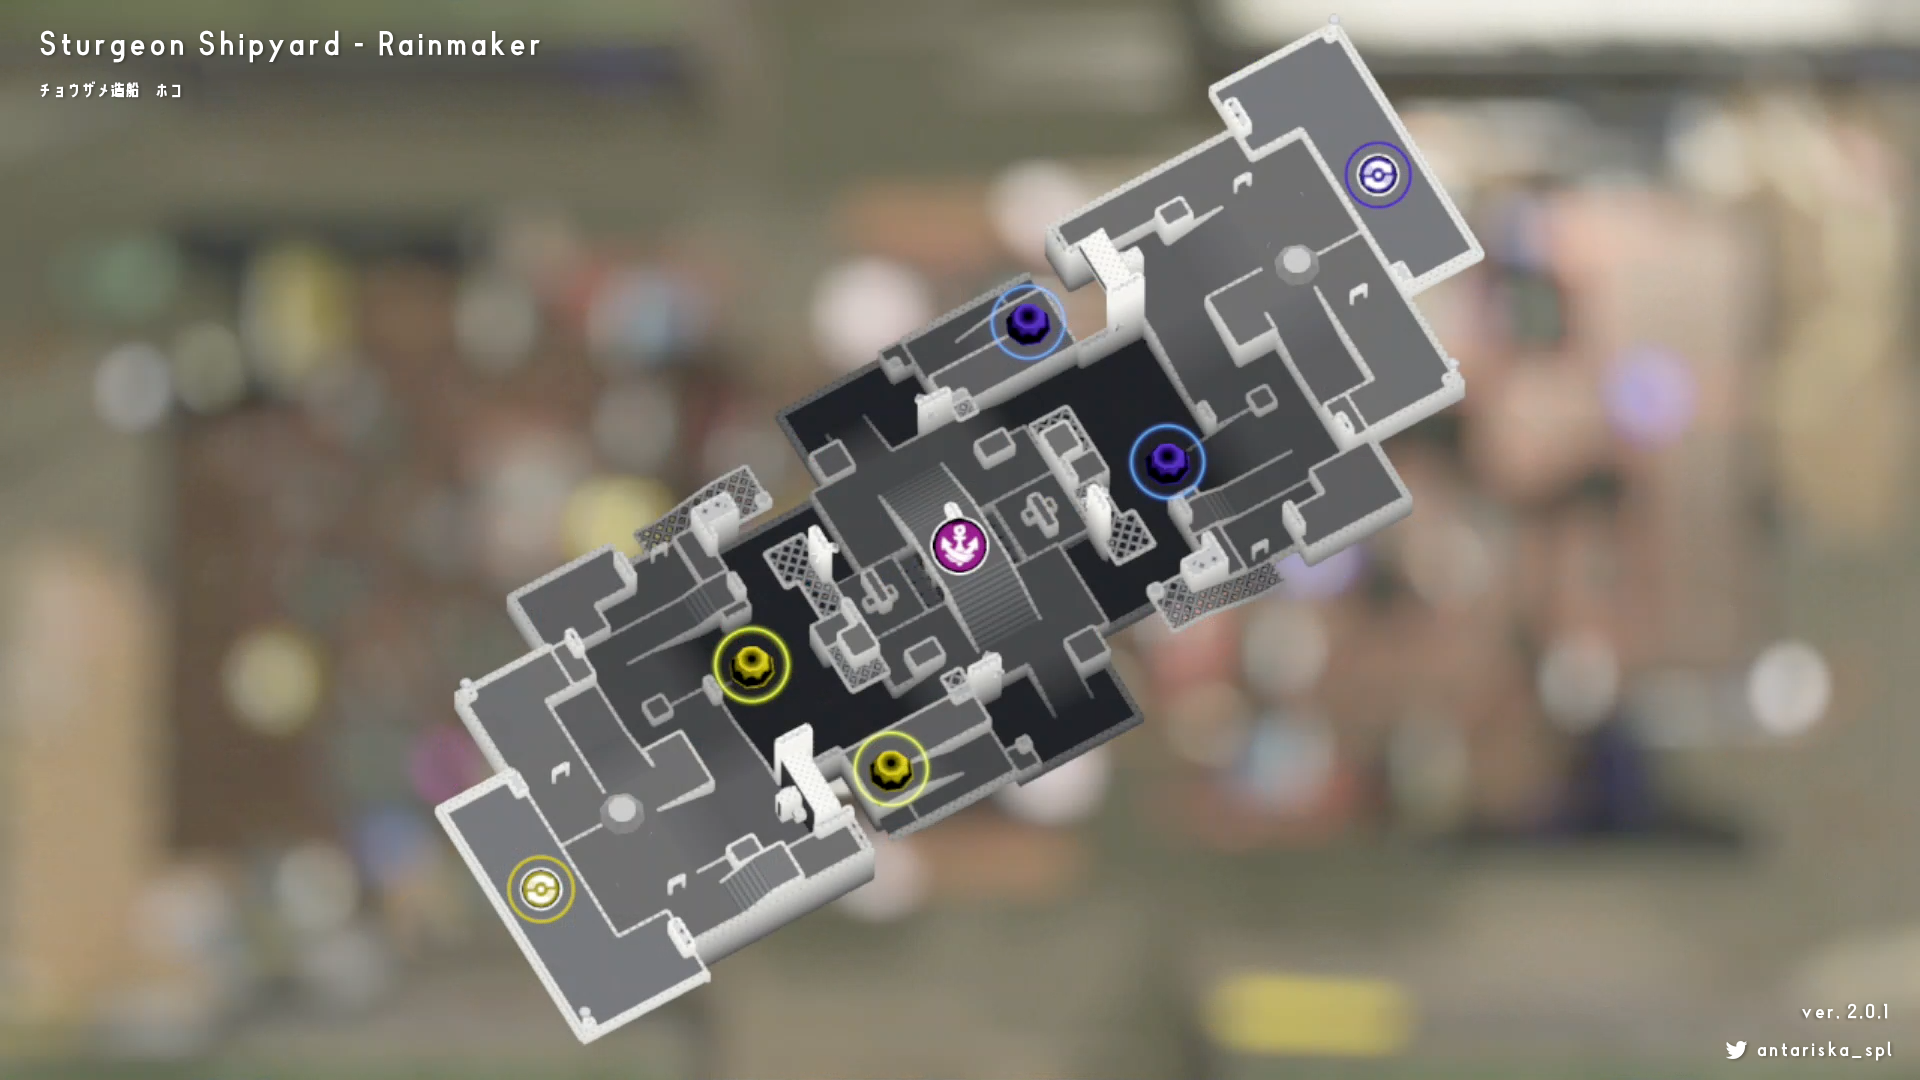 Sturgeon Shipyard - Rainmaker
チョウザメ造船　ホコ
ver. 2.0.1
antariska_spl